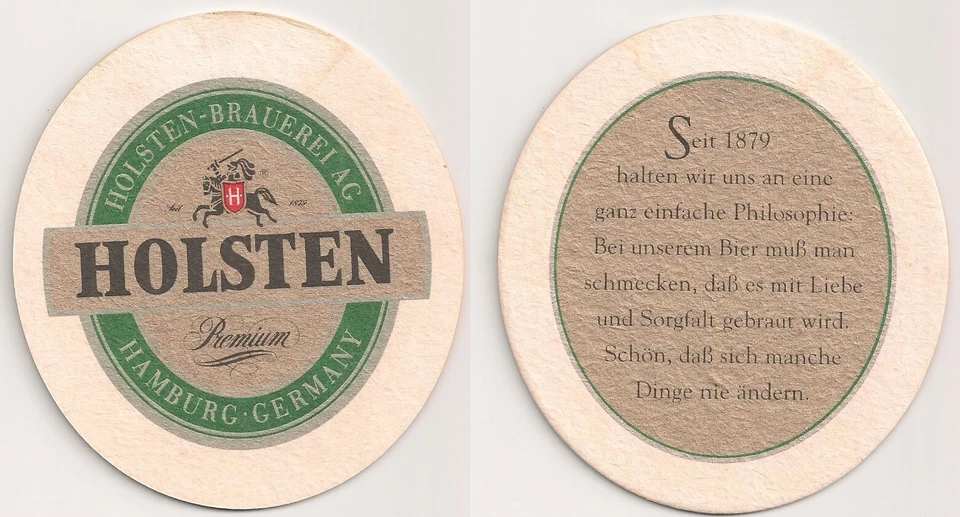 HOLSTEN-BRAUEREI AG
seit 1879
H
HOLSTEN
Premium
HAMBURG·GERMANY
Seit 1879
halten wir uns an eine
ganz einfache Philosophie:
Bei unserem Bier muß man
schmecken, daß es mit Liebe
und Sorgfalt gebraut wird.
Schön, daß sich manche
Dinge nie ändern.